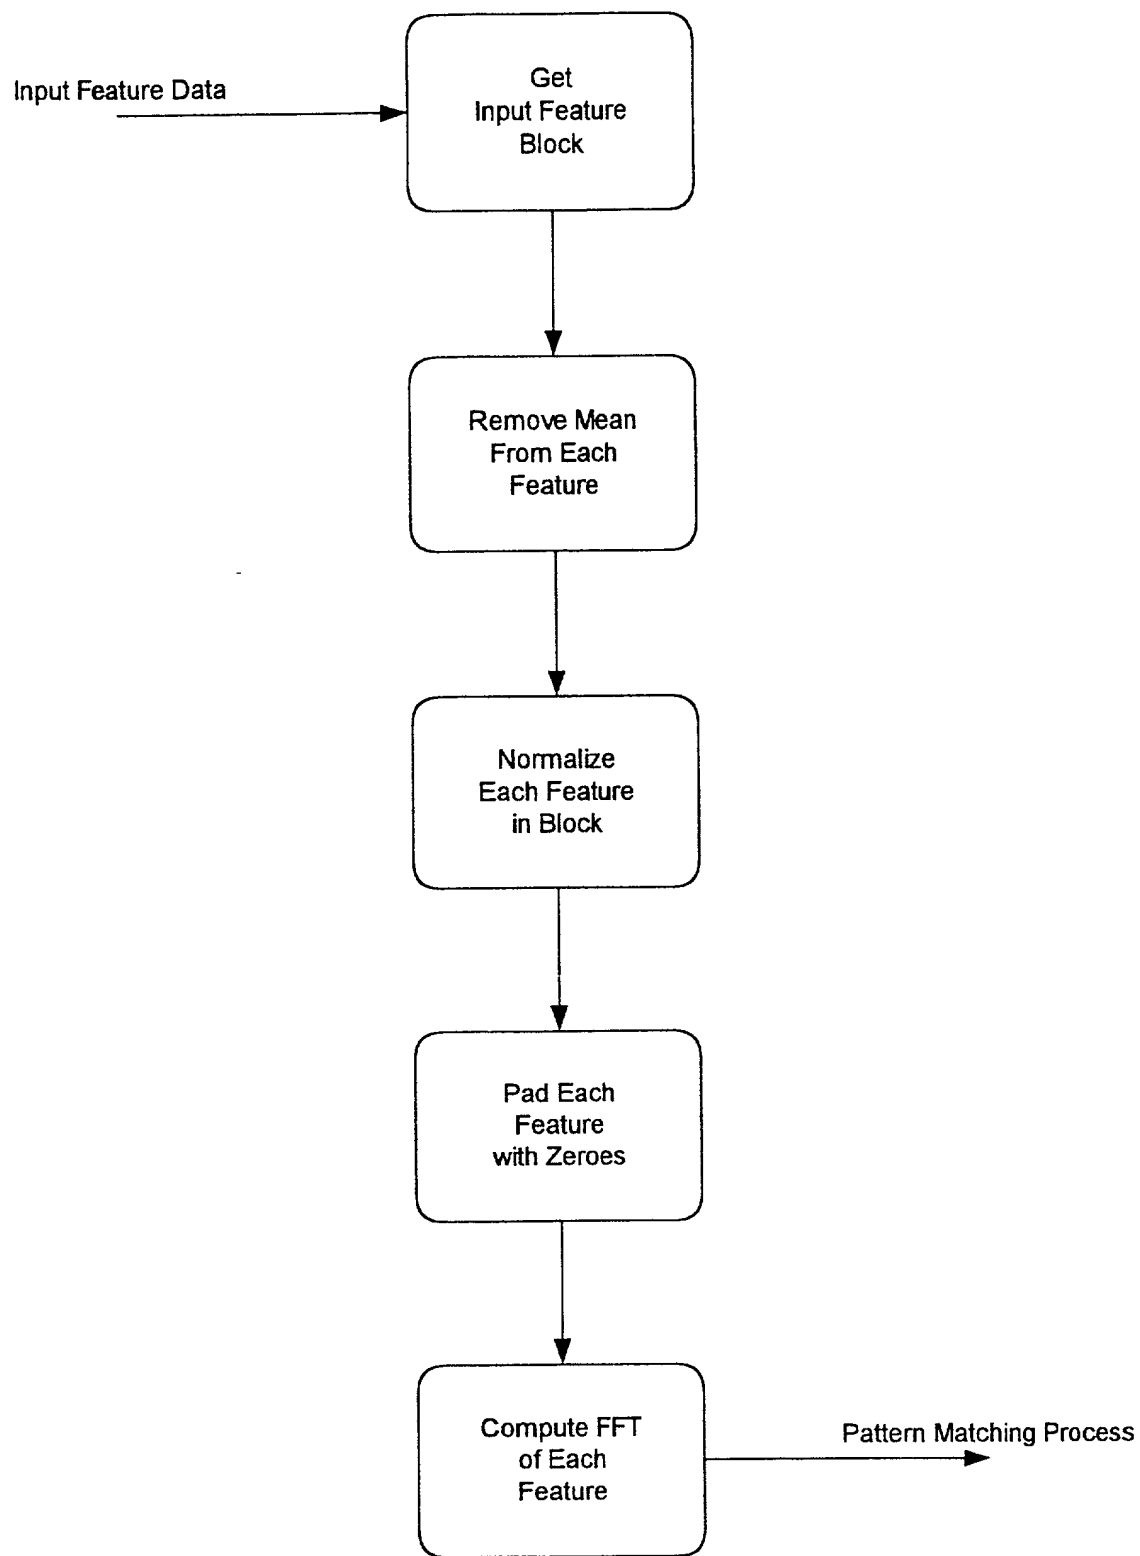 Input Feature Data
Get
Input Feature
Block
Remove Mean
From Each
Feature
Normalize
Each Feature
in Block
Pad Each
Feature
with Zeroes
Compute FFT
of Each
Feature
Pattern Matching Process